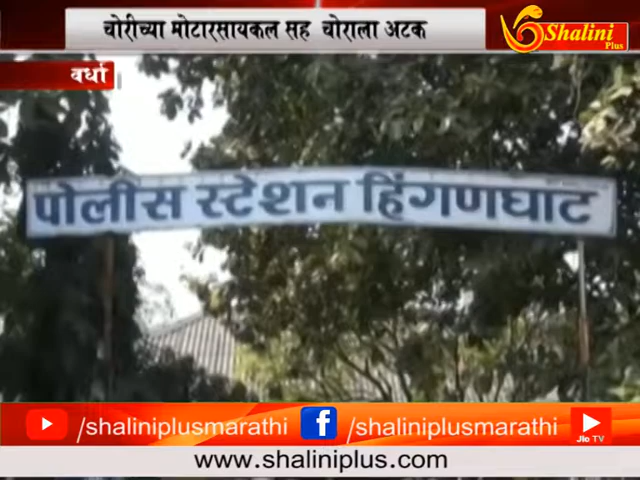 चोरीच्या मोटारसायकल सह चोराला अटक
Shalini
Plus
वर्धा
पोलीस स्टेशन हिंगणघाट
/shaliniplusmarathi
/shaliniplusmarathi
Jio TV
www.shaliniplus.com